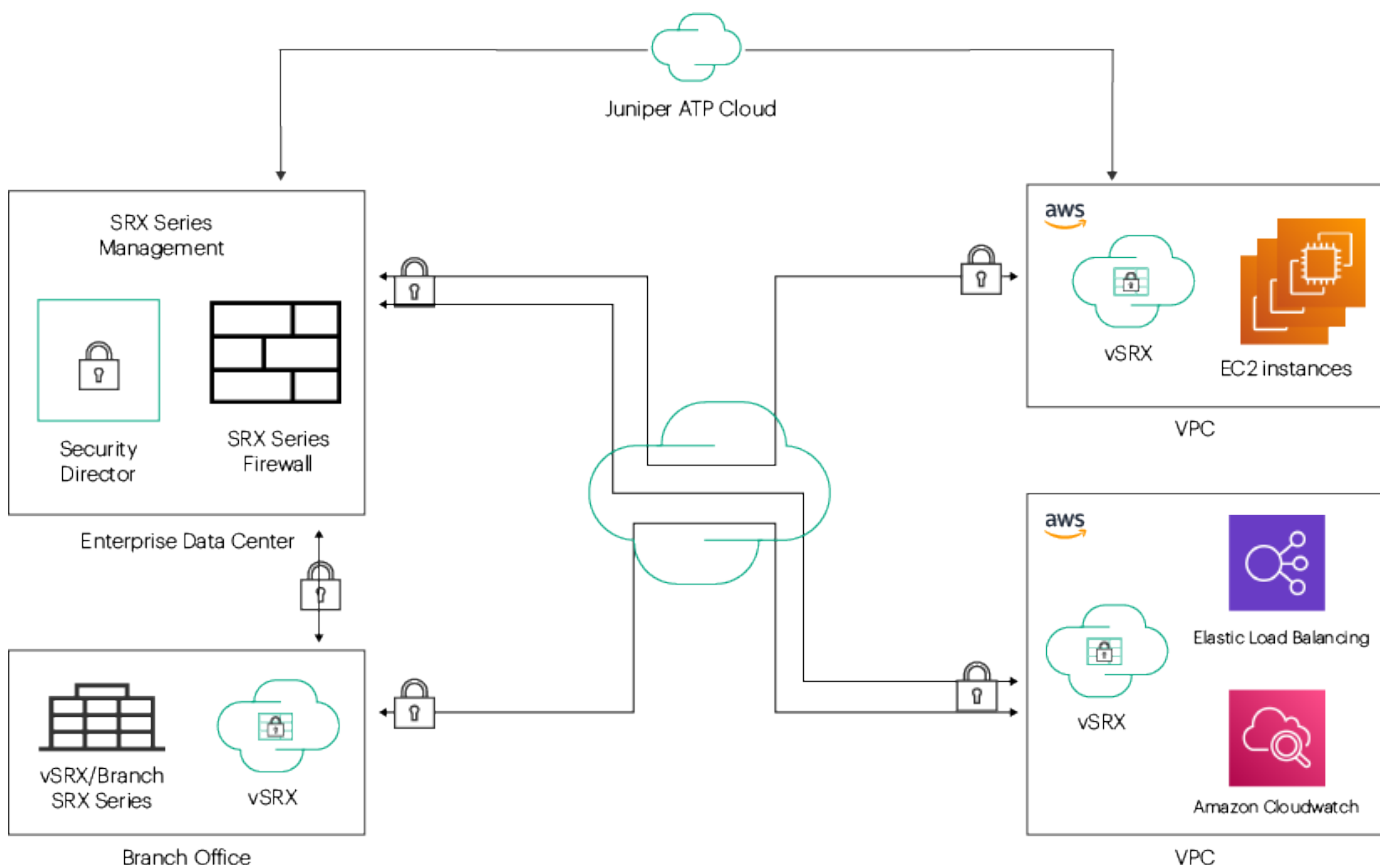 Juniper ATP Cloud
SRX Series
Management
Security
Director
SRX Series
Firewall
Enterprise Data Center
vSRX/Branch
SRX Series
vSRX
Branch Office
aws
vSRX
EC2 instances
VPC
aws
vSRX
Elastic Load Balancing
Amazon Cloudwatch
VPC